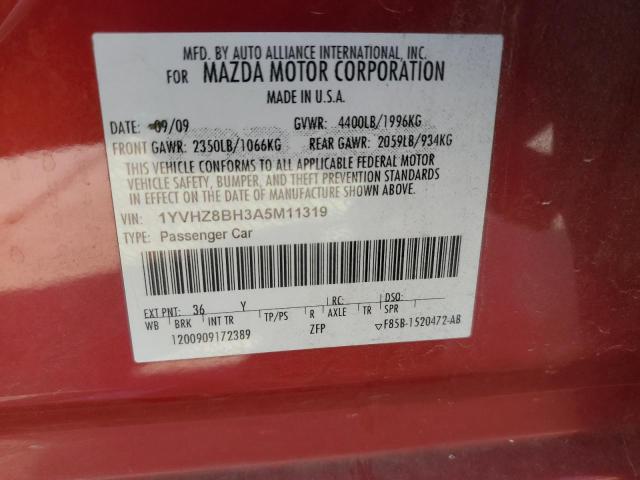 MFD. BY AUTO ALLIANCE INTERNATIONAL, INC.
FOR MAZDA MOTOR CORPORATION
MADE IN U.S.A.
DATE: 09/09 GVWR: 4400LB/1996KG
FRONT GAWR: 2350LB/1066KG REAR GAWR: 2059LB/934KG
THIS VEHICLE CONFORMS TO ALL APPLICABLE FEDERAL MOTOR
VEHICLE SAFETY, BUMPER, AND THEFT PREVENTION STANDARDS
IN EFFECT ON THE DATE OF MANUFACTURE SHOWN ABOVE.
VIN: 1YVHZ8BH3A5M11319
TYPE: Passenger Car
EXT PNT: 36 Y RC: DSO:
WB BRK INT TR TP/PS R AXLE TR SPR
1200909172389 ZFP ▽F85B-1520472-AB